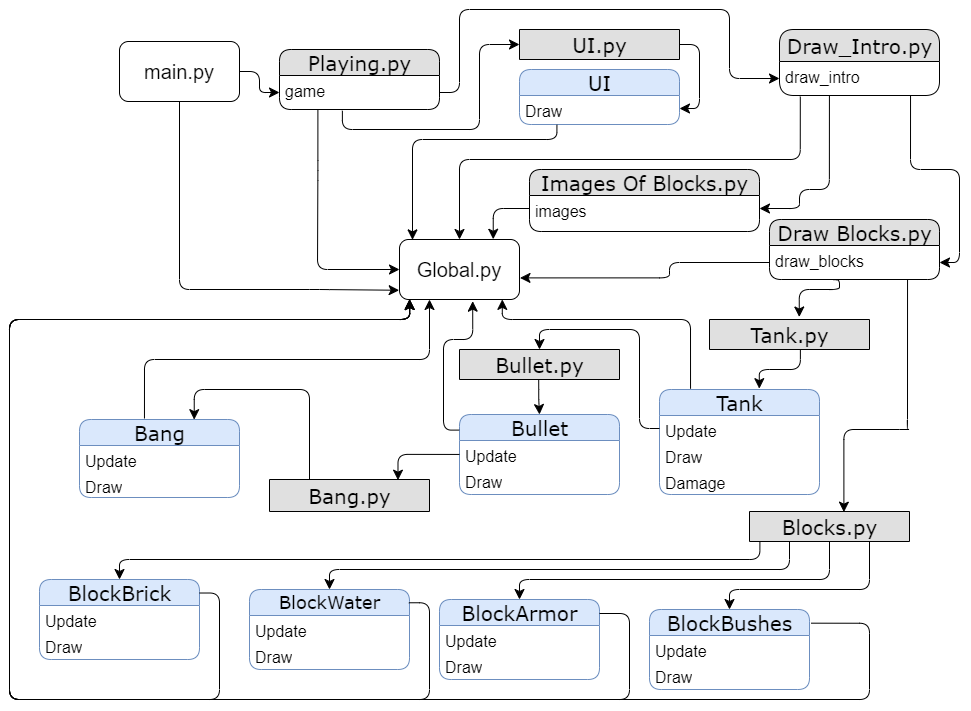 main.py
Playing.py
game
UI.py
UI
Draw
Draw_Intro.py
draw_intro
Images Of Blocks.py
images
Draw Blocks.py
draw_blocks
Global.py
Tank.py
Bullet.py
Tank
Update
Draw
Damage
Bullet
Update
Draw
Bang
Update
Draw
Bang.py
Blocks.py
BlockBrick
Update
Draw
BlockWater
Update
Draw
BlockArmor
Update
Draw
BlockBushes
Update
Draw